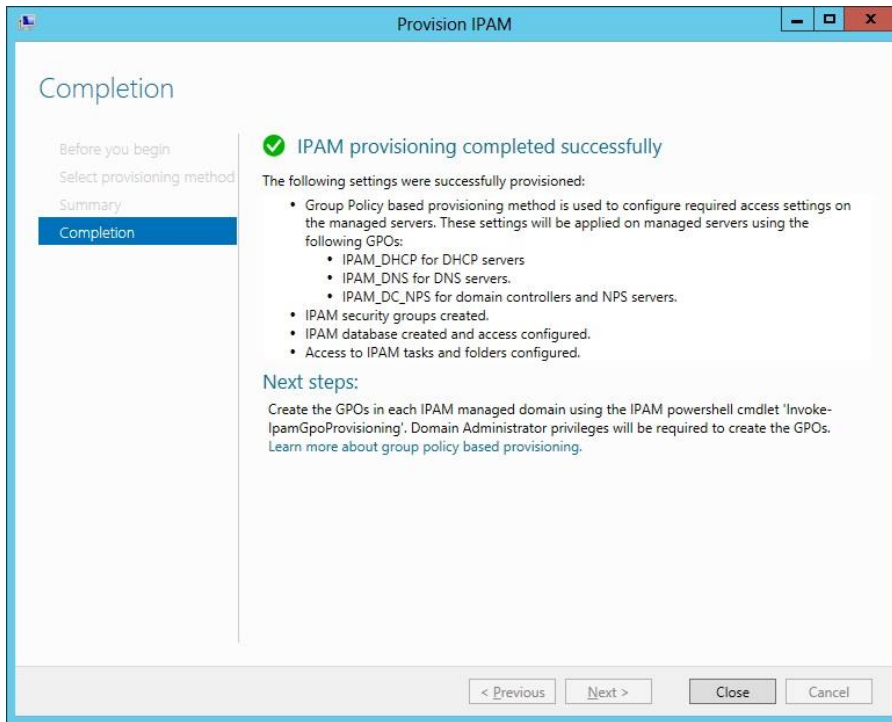 Provision IPAM
Completion
Before you begin
Select provisioning method
Summary
Completion
IPAM provisioning completed successfully
The following settings were successfully provisioned:
• Group Policy based provisioning method is used to configure required access settings on
the managed servers. These settings will be applied on managed servers using the
following GPOs:
• IPAM_DHCP for DHCP servers
• IPAM_DNS for DNS servers.
• IPAM_DC_NPS for domain controllers and NPS servers.
• IPAM security groups created.
• IPAM database created and access configured.
• Access to IPAM tasks and folders configured.
Next steps:
Create the GPOs in each IPAM managed domain using the IPAM powershell cmdlet 'Invoke-
IpamGpoProvisioning'. Domain Administrator privileges will be required to create the GPOs.
Learn more about group policy based provisioning.
< Previous Next > Close Cancel